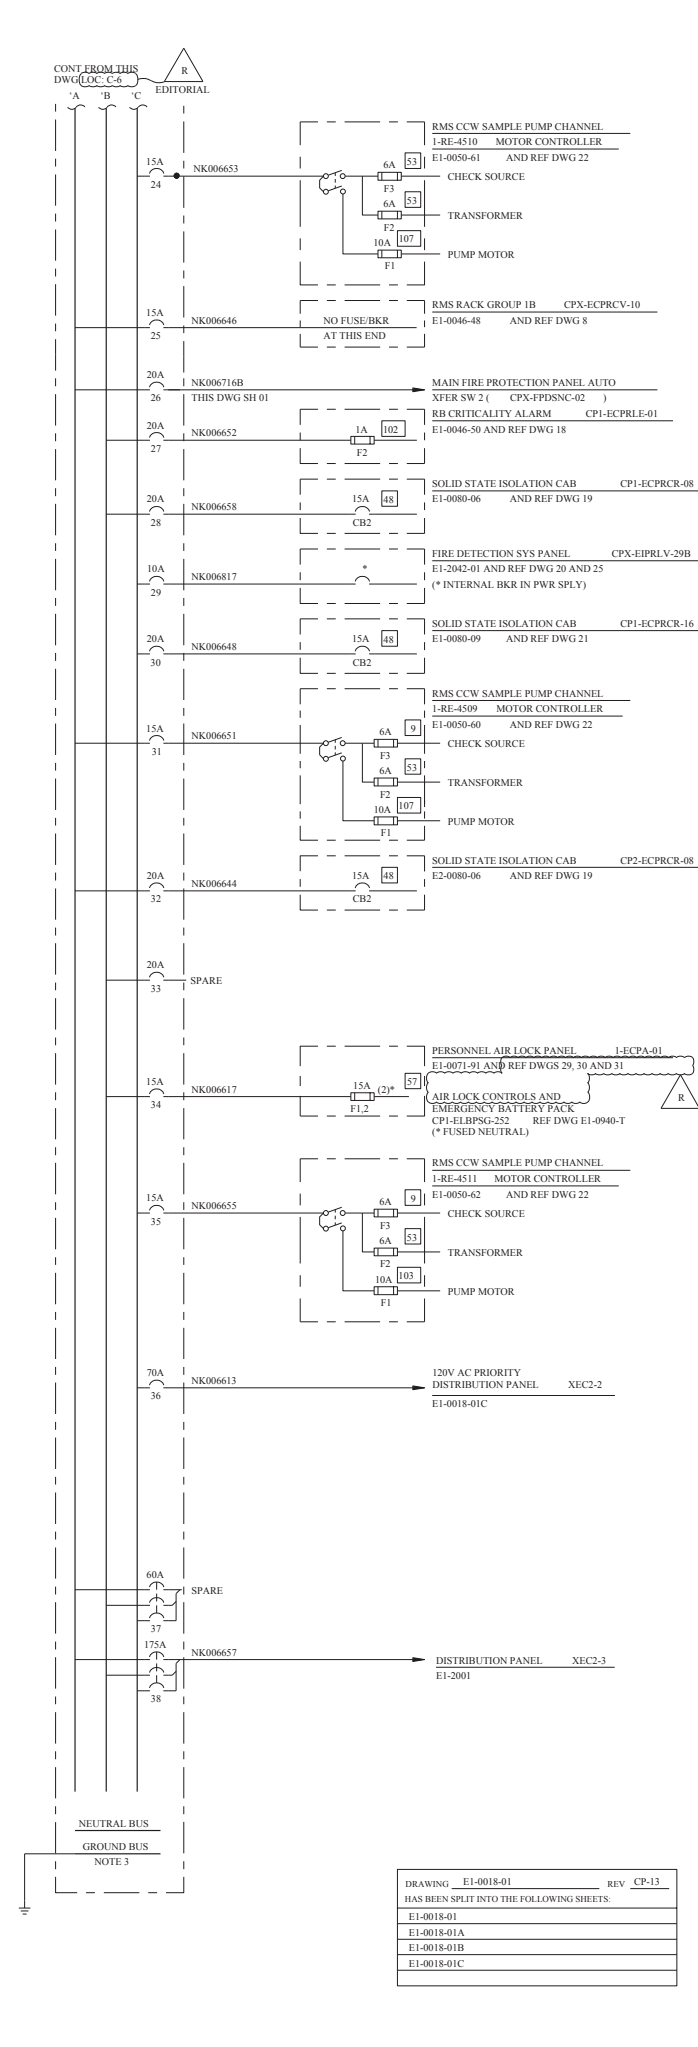 CONT FROM THIS
DWG LOC: C-6
R
EDITORIAL
'A 'B 'C
RMS CCW SAMPLE PUMP CHANNEL
1-RE-4510 MOTOR CONTROLLER
E1-0050-61 AND REF DWG 22
15A
24
NK006653
6A 53
F3
CHECK SOURCE
6A 53
F2
TRANSFORMER
10A 107
F1
PUMP MOTOR
15A
25
NK006646
NO FUSE/BKR
AT THIS END
RMS RACK GROUP 1B CPX-ECPRCV-10
E1-0046-48 AND REF DWG 8
20A
26
NK006716B
THIS DWG SH 01
MAIN FIRE PROTECTION PANEL AUTO
XFER SW 2 ( CPX-FPDSNC-02 )
20A
27
NK006652
1A 102
F2
RB CRITICALITY ALARM CP1-ECPRLE-01
E1-0046-50 AND REF DWG 18
20A
28
NK006658
15A 48
CB2
SOLID STATE ISOLATION CAB CP1-ECPRCR-08
E1-0080-06 AND REF DWG 19
10A
29
NK006817
*
FIRE DETECTION SYS PANEL CPX-EIPRLV-29B
E1-2042-01 AND REF DWG 20 AND 25
(* INTERNAL BKR IN PWR SPLY)
20A
30
NK006648
15A 48
CB2
SOLID STATE ISOLATION CAB CP1-ECPRCR-16
E1-0080-09 AND REF DWG 21
RMS CCW SAMPLE PUMP CHANNEL
1-RE-4509 MOTOR CONTROLLER
E1-0050-60 AND REF DWG 22
15A
31
NK006651
6A 9
F3
CHECK SOURCE
6A 53
F2
TRANSFORMER
10A 107
F1
PUMP MOTOR
20A
32
NK006644
15A 48
CB2
SOLID STATE ISOLATION CAB CP2-ECPRCR-08
E2-0080-06 AND REF DWG 19
20A
33
SPARE
15A
34
NK006617
15A (2)* 57
F1,2
PERSONNEL AIR LOCK PANEL 1-ECPA-01
E1-0071-91 AND REF DWGS 29, 30 AND 31
AIR LOCK CONTROLS AND
EMERGENCY BATTERY PACK
CP1-ELBPSG-252 REF DWG E1-0940-T
(* FUSED NEUTRAL)
R
RMS CCW SAMPLE PUMP CHANNEL
1-RE-4511 MOTOR CONTROLLER
E1-0050-62 AND REF DWG 22
15A
35
NK006655
6A 9
F3
CHECK SOURCE
6A 53
F2
TRANSFORMER
10A 103
F1
PUMP MOTOR
70A
36
NK006613
120V AC PRIORITY
DISTRIBUTION PANEL XEC2-2
E1-0018-01C
60A
37
SPARE
175A
38
NK006657
DISTRIBUTION PANEL XEC2-3
E1-2001
NEUTRAL BUS
GROUND BUS
NOTE 3
DRAWING E1-0018-01 REV CP-13
HAS BEEN SPLIT INTO THE FOLLOWING SHEETS:
E1-0018-01
E1-0018-01A
E1-0018-01B
E1-0018-01C